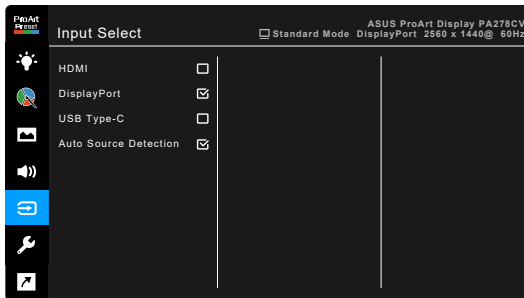 ProArt
Preset
Input Select
ASUS ProArt Display PA278CV
Standard Mode DisplayPort 2560 x 1440@ 60Hz
HDMI
DisplayPort
USB Type-C
Auto Source Detection